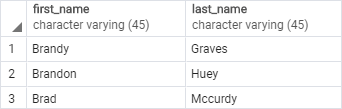 first_name last_name
character varying (45) character varying (45)
1 Brandy Graves
2 Brandon Huey
3 Brad Mccurdy